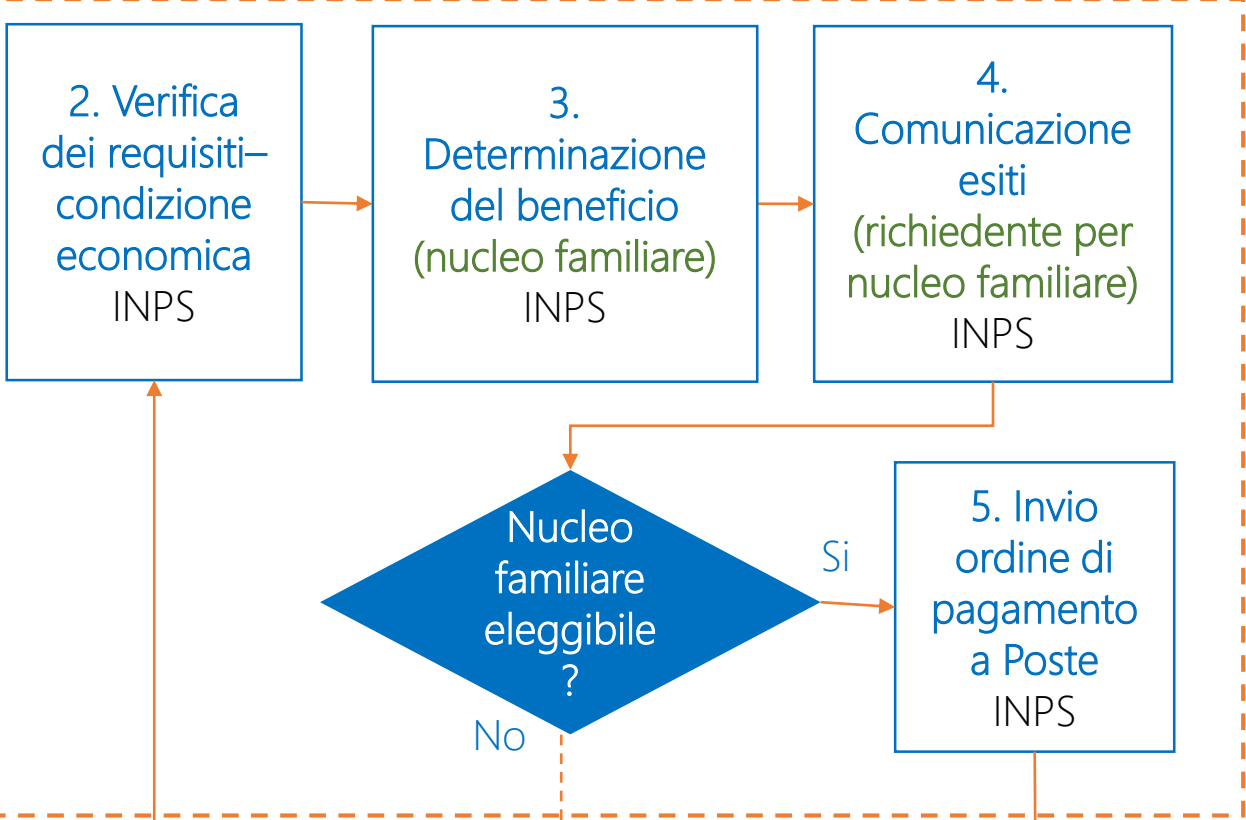 2. Verifica
dei requisiti–
condizione
economica
INPS
3.
Determinazione
del beneficio
(nucleo familiare)
INPS
4.
Comunicazione
esiti
(richiedente per
nucleo familiare)
INPS
Nucleo
familiare
eleggibile
?
Si
No
5. Invio
ordine di
pagamento
a Poste
INPS